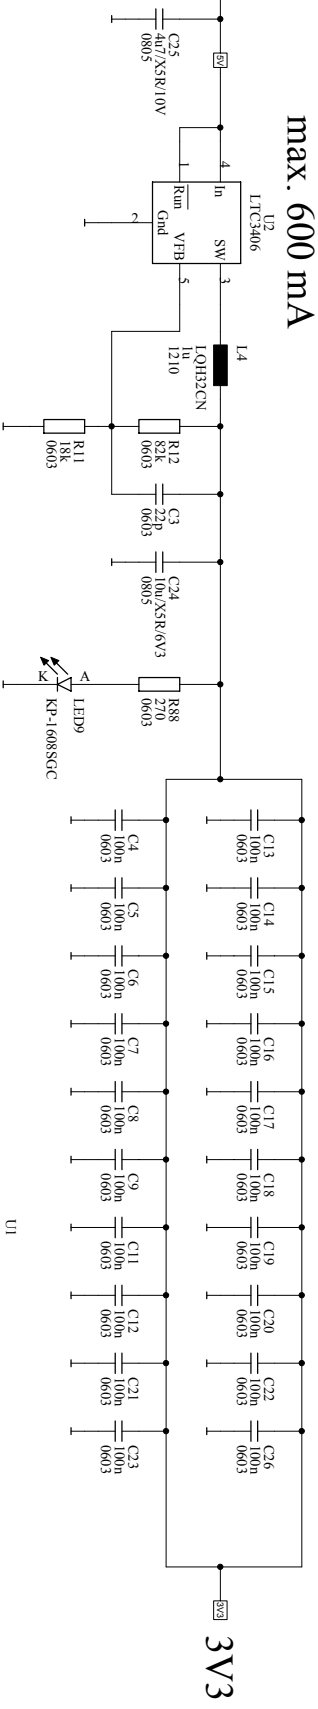 max. 600 mA
C25
4u7/X5R/10V
0805
5V
U2
LTC3406
4
In
1
Run
2
Gnd
SW
3
VFB
5
L4
LQH32CN
1u
1210
R12
82k
0603
R11
18k
0603
C3
22p
0603
C24
10u/X5R/6V3
0805
R88
270
0603
A
K
LED9
KP-1608SGC
C13
100n
0603
C14
100n
0603
C15
100n
0603
C16
100n
0603
C17
100n
0603
C18
100n
0603
C19
100n
0603
C20
100n
0603
C22
100n
0603
C26
100n
0603
C4
100n
0603
C5
100n
0603
C6
100n
0603
C7
100n
0603
C8
100n
0603
C9
100n
0603
C11
100n
0603
C12
100n
0603
C21
100n
0603
C23
100n
0603
3V3
3V3
U1